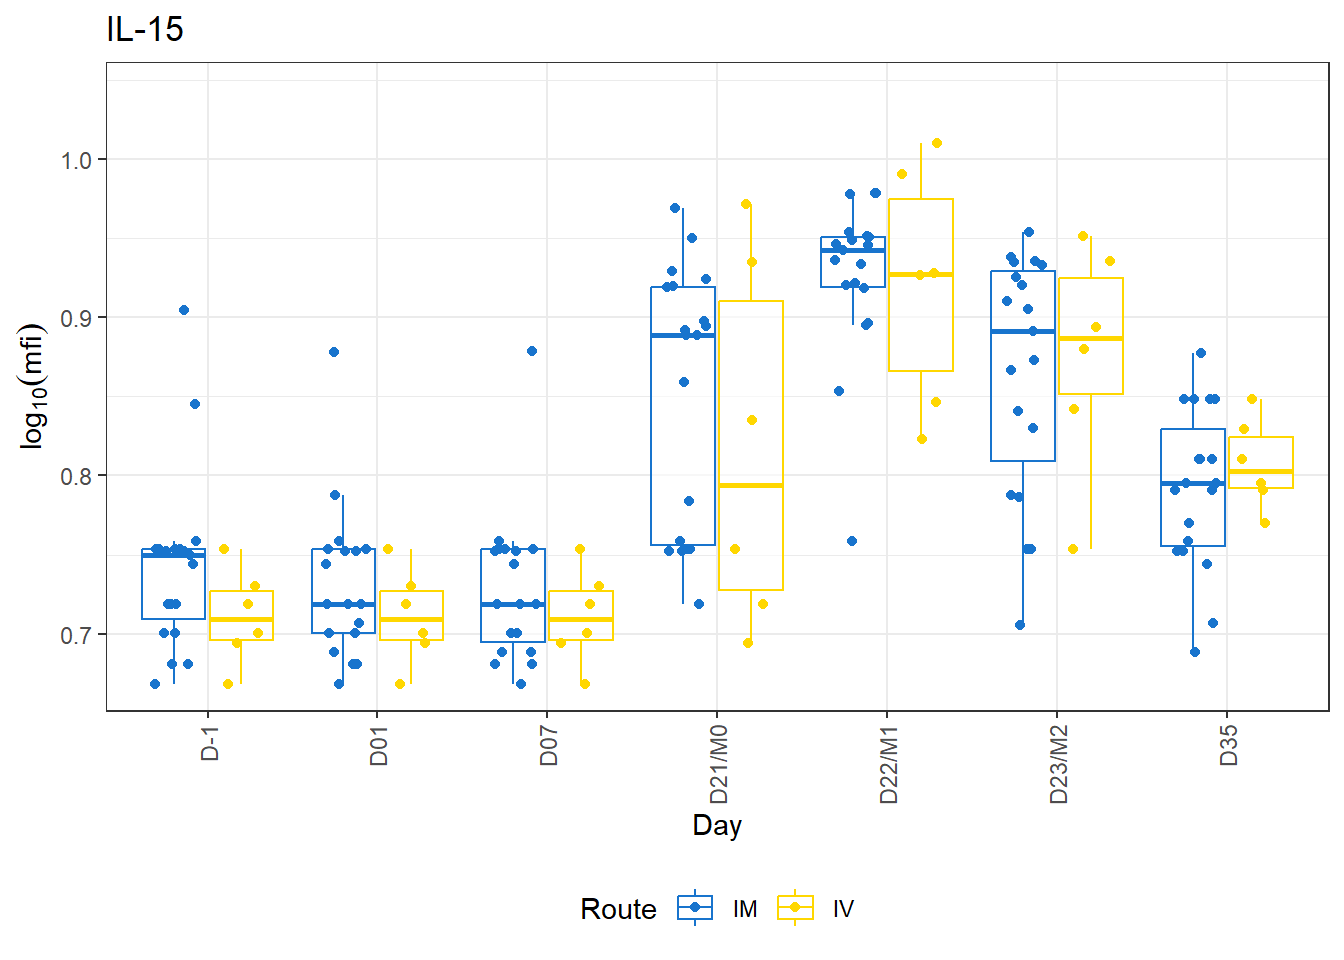 IL-15
log10(mfi)
1.0
0.9
0.8
0.7
D-1
D01
D07
D21/M0
D22/M1
D23/M2
D35
Day
Route IM IV